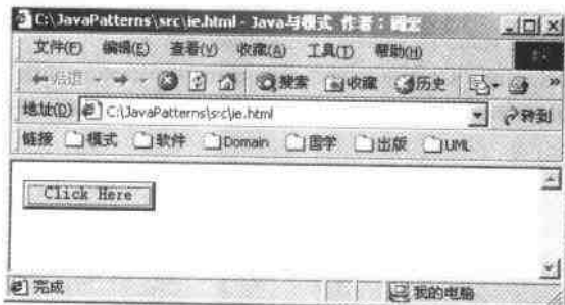 C:\JavaPatterns\src\ie.html - Java与模式 作者：阎宏
文件(F) 编辑(E) 查看(V) 收藏(A) 工具(T) 帮助(H)
后退 搜索 收藏 历史 »
地址(D) C:\JavaPatterns\src\ie.html 转到
链接 模式 软件 Domain 国学 出版 UML
Click Here
完成 我的电脑